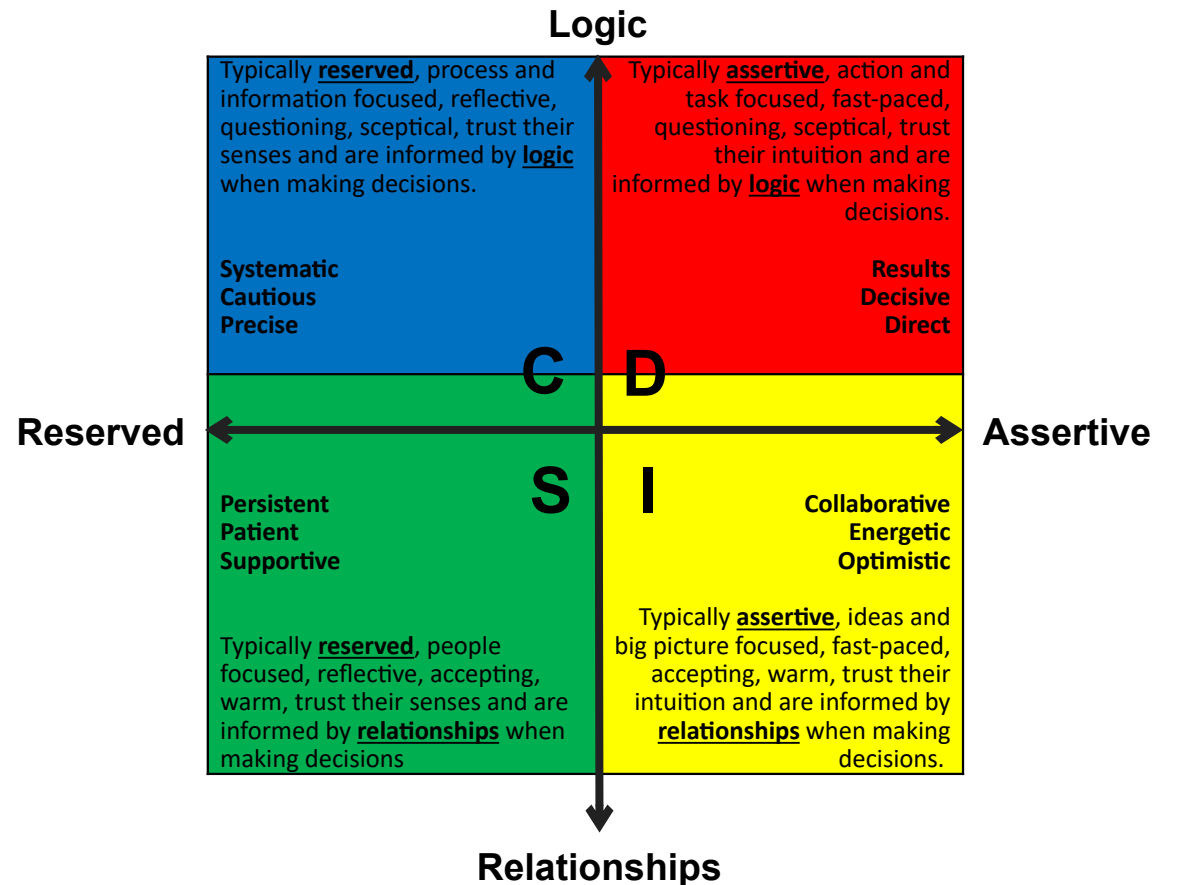 Logic
Typically reserved, process and
information focused, reflective,
questioning, sceptical, trust their
senses and are informed by logic
when making decisions.
Systematic
Cautious
Precise
C
Typically assertive, action and
task focused, fast-paced,
questioning, sceptical, trust
their intuition and are
informed by logic when making
decisions.
Results
Decisive
Direct
D
Reserved
Assertive
S
Persistent
Patient
Supportive
Typically reserved, people
focused, reflective, accepting,
warm, trust their senses and are
informed by relationships when
making decisions
I
Collaborative
Energetic
Optimistic
Typically assertive, ideas and
big picture focused, fast-paced,
accepting, warm, trust their
intuition and are informed by
relationships when making
decisions.
Relationships